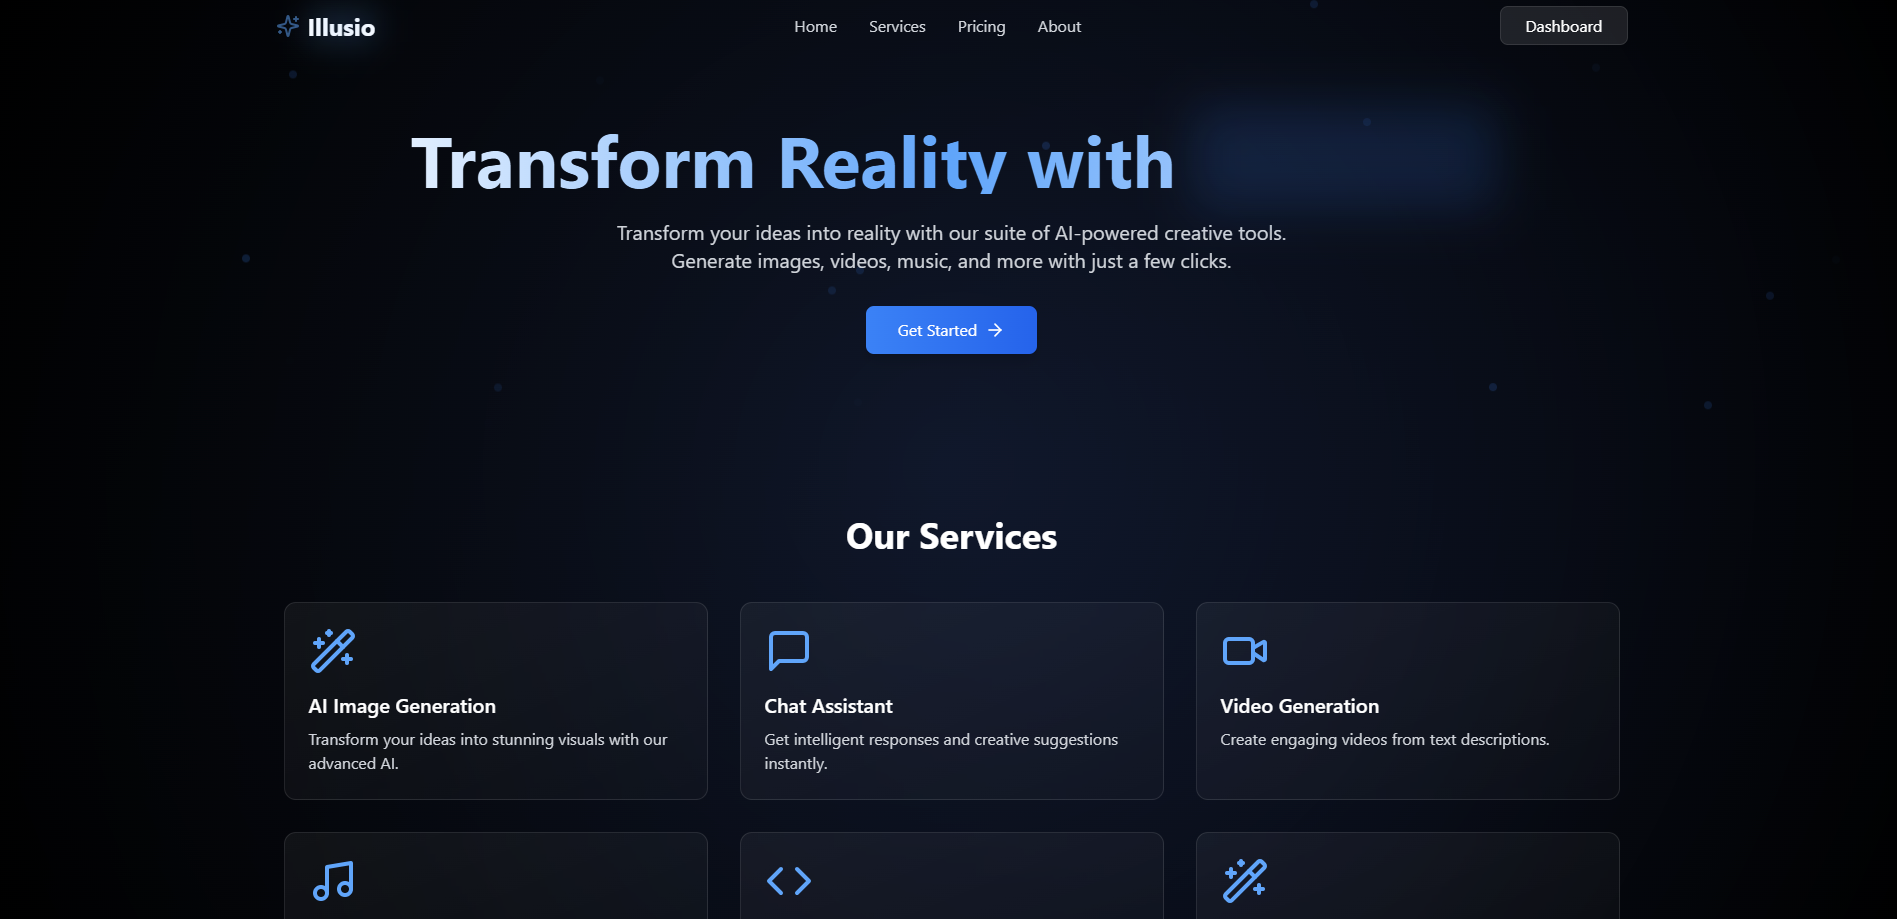 Illusio
Home
Services
Pricing
About
Dashboard
Transform Reality with
Transform your ideas into reality with our suite of AI-powered creative tools.
Generate images, videos, music, and more with just a few clicks.
Get Started
Our Services
AI Image Generation
Transform your ideas into stunning visuals with our
advanced AI.
Chat Assistant
Get intelligent responses and creative suggestions
instantly.
Video Generation
Create engaging videos from text descriptions.